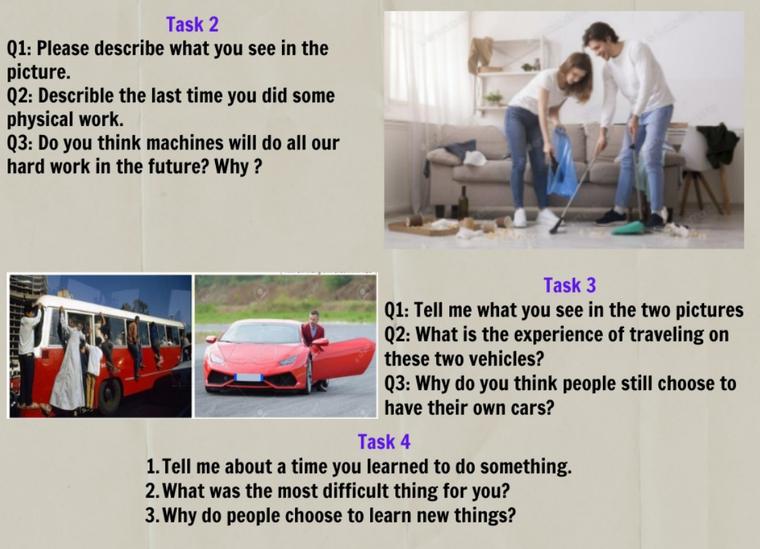 Task 2
Q1: Please describe what you see in the
picture.
Q2: Describle the last time you did some
physical work.
Q3: Do you think machines will do all our
hard work in the future? Why ?
Task 3
Q1: Tell me what you see in the two pictures
Q2: What is the experience of traveling on
these two vehicles?
Q3: Why do you think people still choose to
have their own cars?
Task 4
1. Tell me about a time you learned to do something.
2. What was the most difficult thing for you?
3. Why do people choose to learn new things?